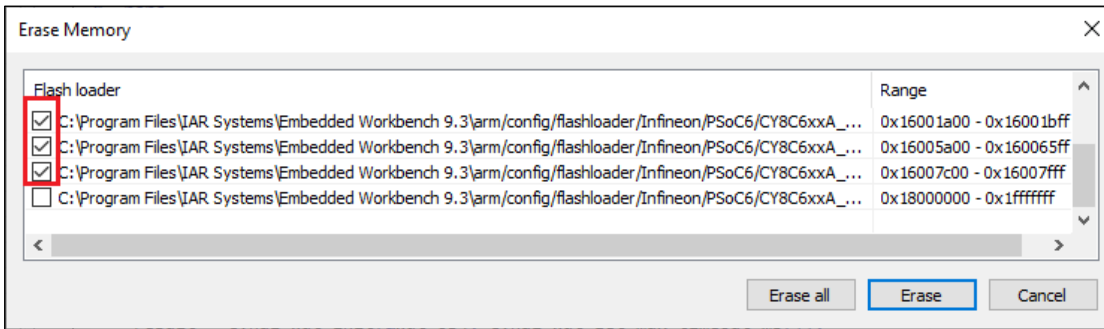 Erase Memory
Flash loader Range
C:\Program Files\IAR Systems\Embedded Workbench 9.3\arm/config/flashloader/Infineon/PSoC6/CY8C6xxA_... 0x16001a00 - 0x16001bff
C:\Program Files\IAR Systems\Embedded Workbench 9.3\arm/config/flashloader/Infineon/PSoC6/CY8C6xxA_... 0x16005a00 - 0x160065ff
C:\Program Files\IAR Systems\Embedded Workbench 9.3\arm/config/flashloader/Infineon/PSoC6/CY8C6xxA_... 0x16007c00 - 0x16007fff
C:\Program Files\IAR Systems\Embedded Workbench 9.3\arm/config/flashloader/Infineon/PSoC6/CY8C6xxA_... 0x18000000 - 0x1fffffff
Erase all Erase Cancel